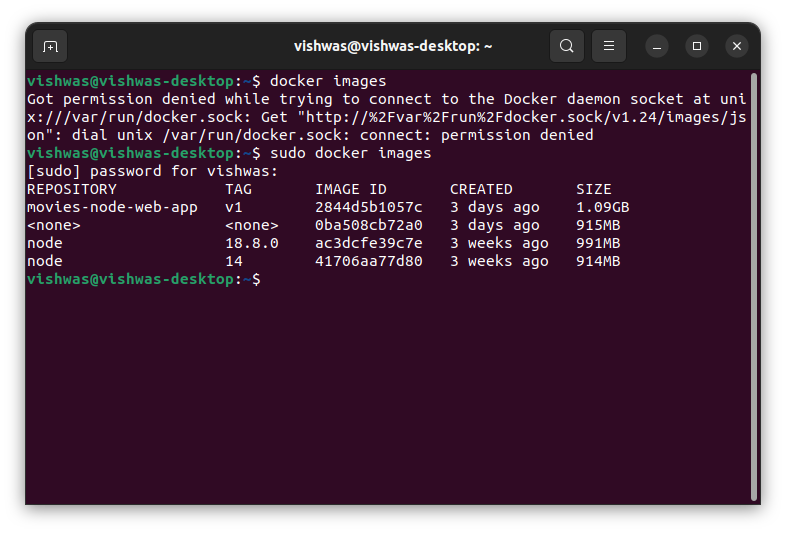 vishwas@vishwas-desktop: ~
vishwas@vishwas-desktop:~$ docker images
Got permission denied while trying to connect to the Docker daemon socket at uni
x:///var/run/docker.sock: Get "http://%2Fvar%2Frun%2Fdocker.sock/v1.24/images/js
on": dial unix /var/run/docker.sock: connect: permission denied
vishwas@vishwas-desktop:~$ sudo docker images
[sudo] password for vishwas:
REPOSITORY            TAG       IMAGE ID       CREATED       SIZE
movies-node-web-app   v1        2844d5b1057c   3 days ago    1.09GB
<none>                <none>    0ba508cb72a0   3 days ago    915MB
node                  18.8.0    ac3dcfe39c7e   3 weeks ago   991MB
node                  14        41706aa77d80   3 weeks ago   914MB
vishwas@vishwas-desktop:~$